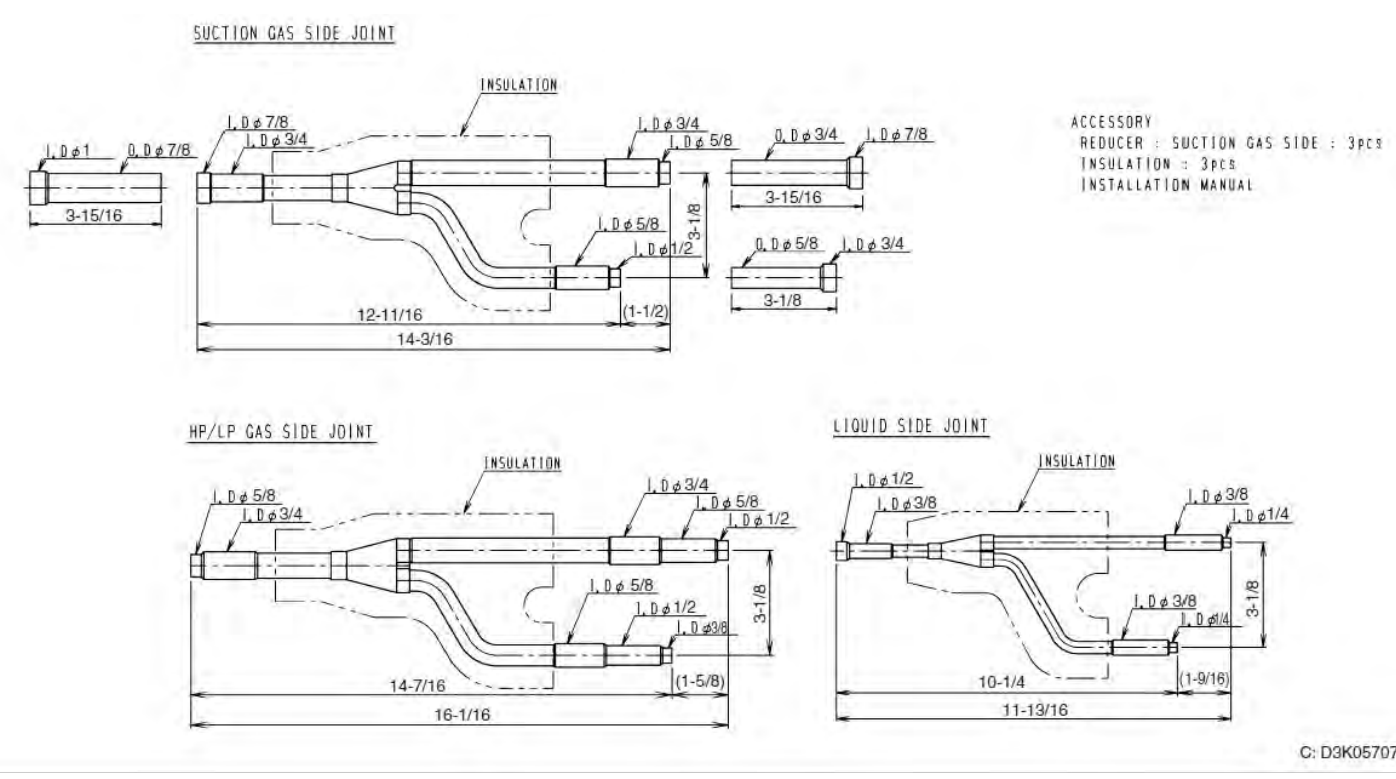 SUCTION GAS SIDE JOINT
INSULATION
I.Dφ7/8
I.Dφ3/4
I.Dφ1
O.Dφ7/8
3-15/16
I.Dφ3/4
I.Dφ5/8
O.Dφ3/4
I.Dφ7/8
3-15/16
3-1/8
I.Dφ5/8
I.Dφ1/2
O.Dφ5/8
I.Dφ3/4
3-1/8
12-11/16
(1-1/2)
14-3/16
ACCESSORY
REDUCER : SUCTION GAS SIDE : 3pcs
INSULATION : 3pcs
INSTALLATION MANUAL
HP/LP GAS SIDE JOINT
INSULATION
I.Dφ5/8
I.Dφ3/4
I.Dφ3/4
I.Dφ5/8
I.Dφ1/2
3-1/8
I.Dφ5/8
I.Dφ1/2
I.Dφ3/8
14-7/16
(1-5/8)
16-1/16
LIQUID SIDE JOINT
INSULATION
I.Dφ1/2
I.Dφ3/8
I.Dφ3/8
I.Dφ1/4
3-1/8
I.Dφ3/8
I.Dφ1/4
10-1/4
(1-9/16)
11-13/16
C: D3K05707